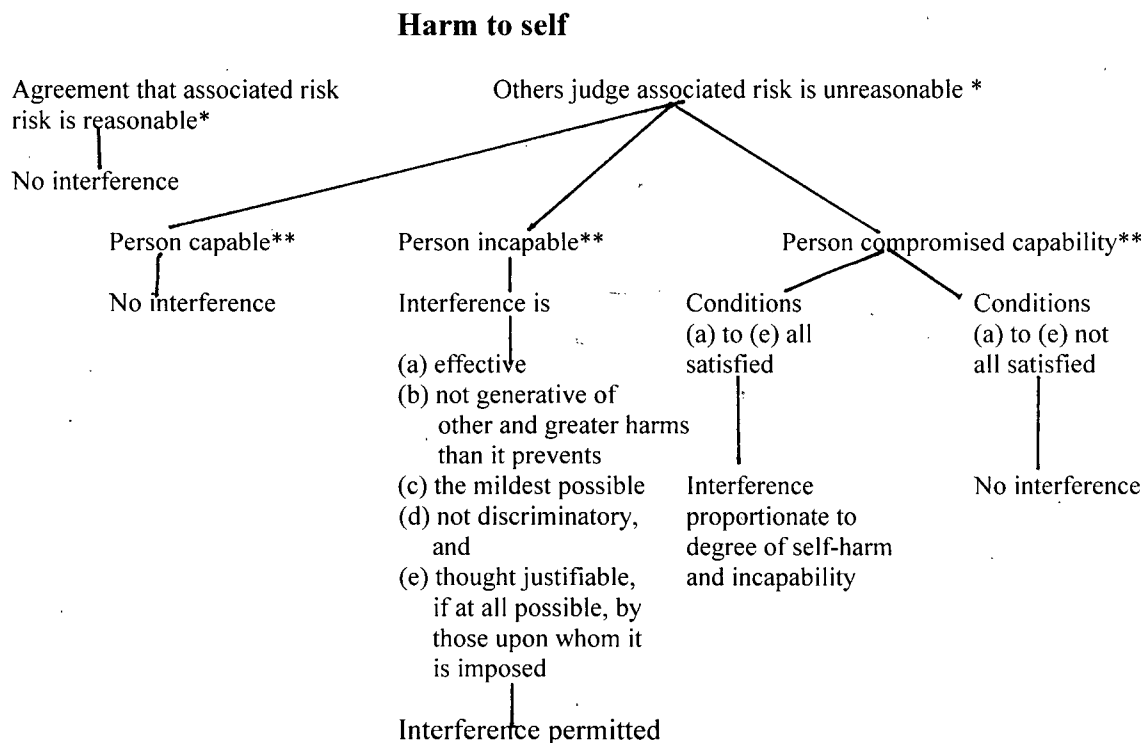 Harm to self
Agreement that associated risk
risk is reasonable*
Others judge associated risk is unreasonable *
No interference
Person capable**
Person incapable**
Person compromised capability**
No interference
Interference is
(a) effective
(b) not generative of
other and greater harms
than it prevents
(c) the mildest possible
(d) not discriminatory,
and
(e) thought justifiable,
if at all possible, by
those upon whom it
is imposed
Interference permitted
Conditions
(a) to (e) all
satisfied
Interference
proportionate to
degree of self-harm
and incapability
Conditions
(a) to (e) not
all satisfied
No interference